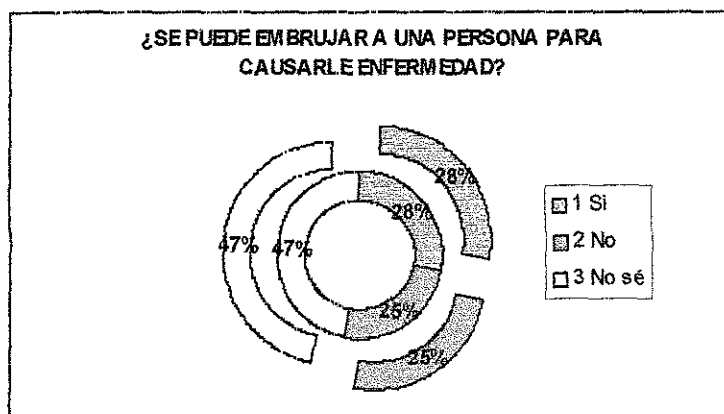 ¿SE PUEDE EMBRUJAR A UNA PERSONA PARA
CAUSARLE ENFERMEDAD?
28%
28%
47%
47%
25%
25%
1 Si
2 No
3 No sé